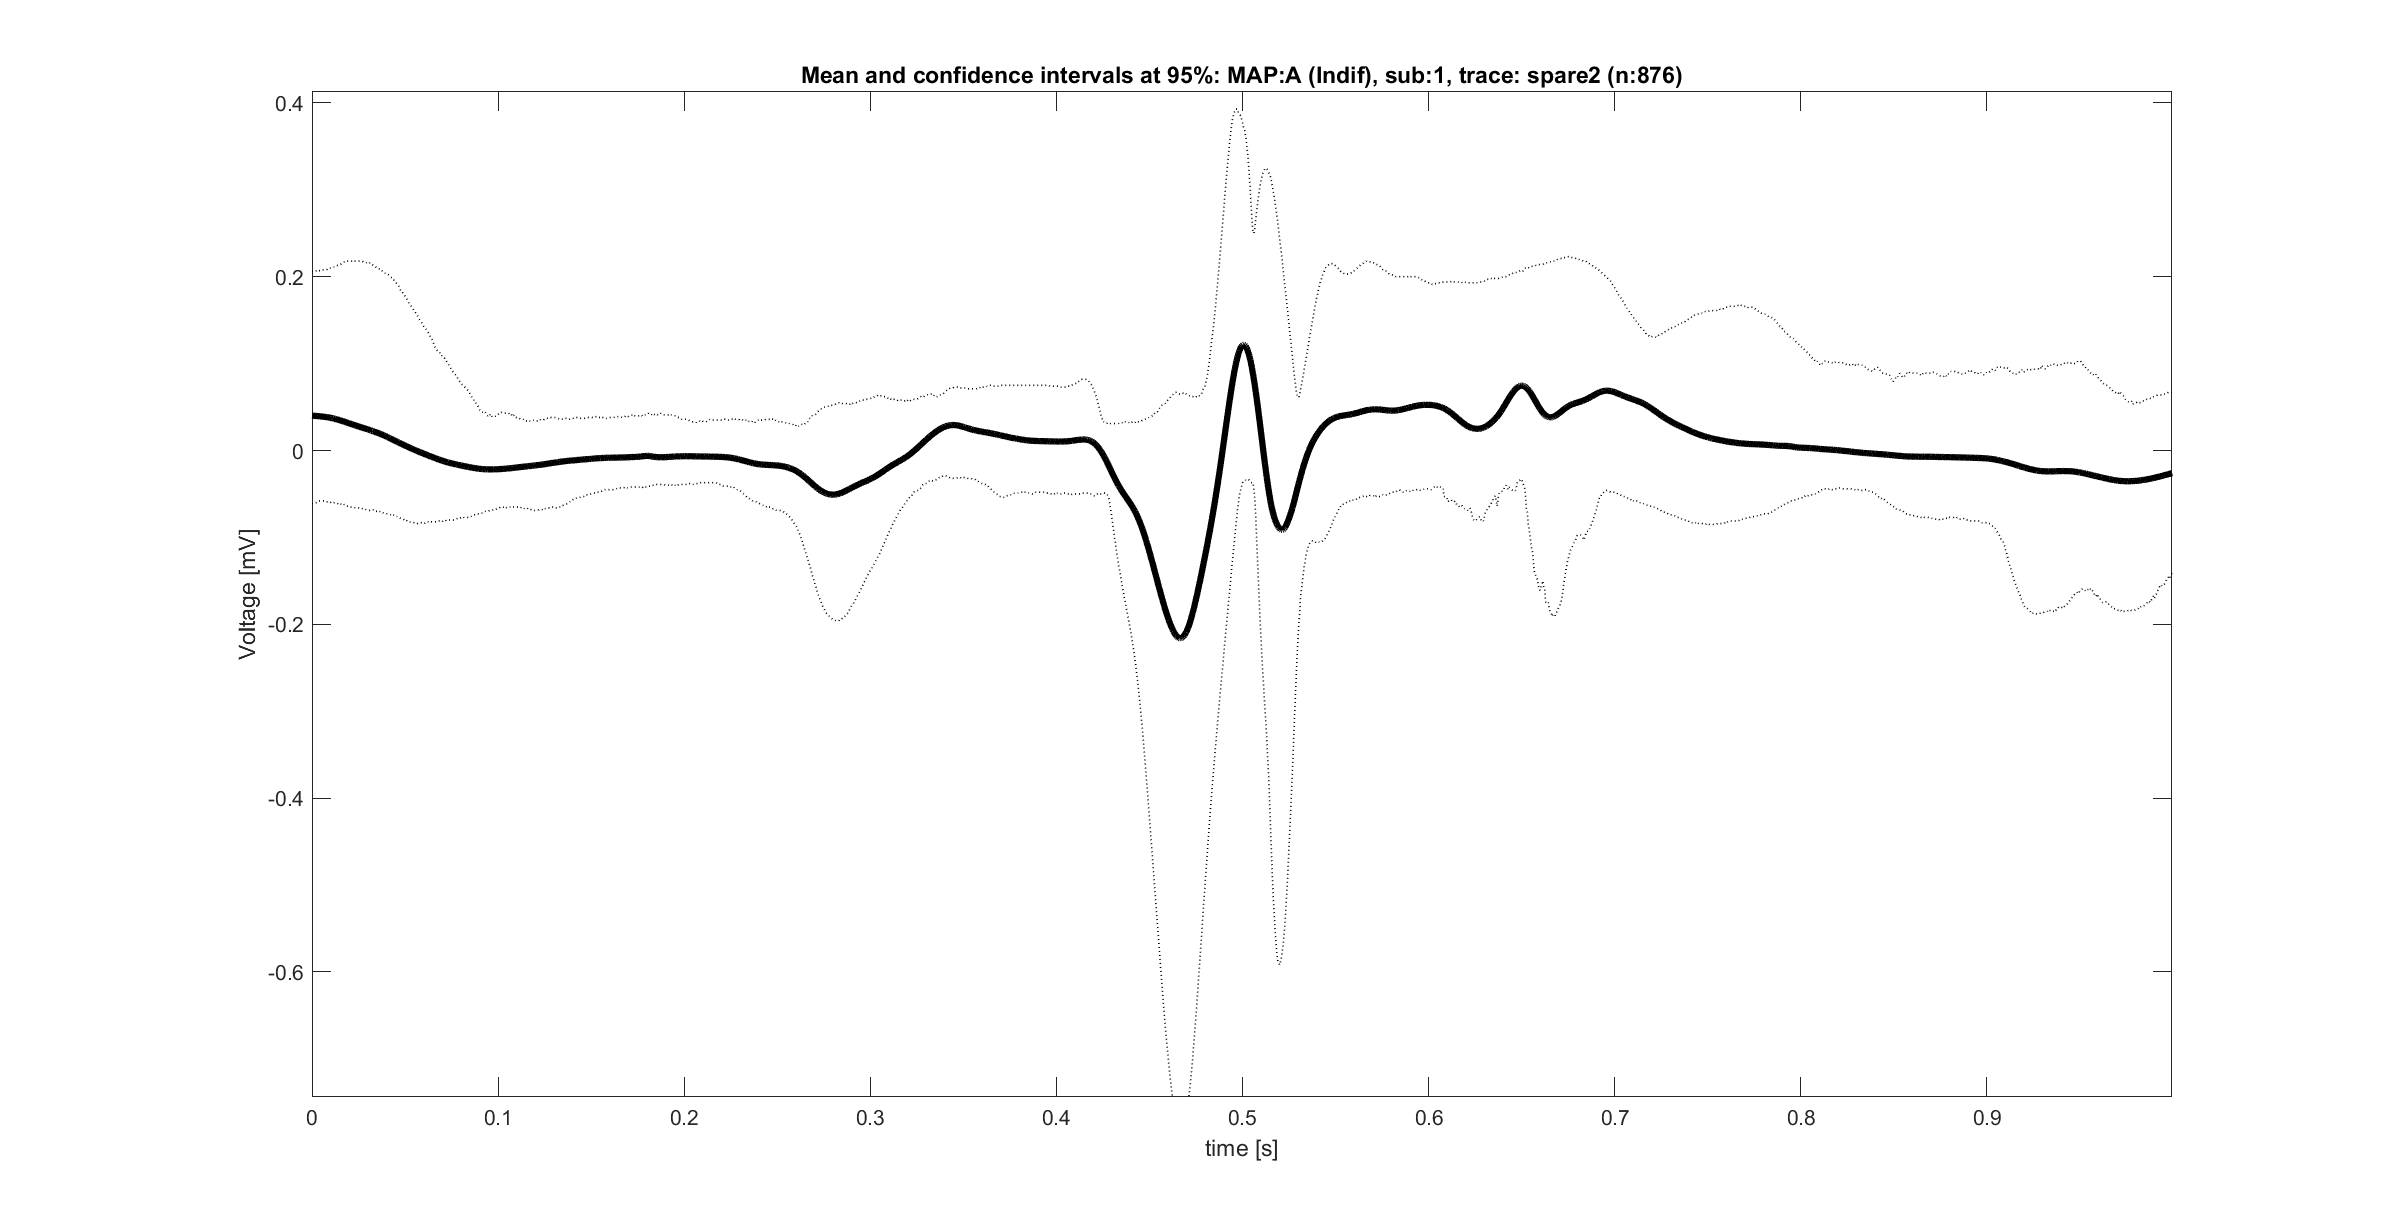 Mean and confidence intervals at 95%: MAP:A (Indif), sub:1, trace: spare2 (n:876)
0.4
0.2
0
-0.2
-0.4
-0.6
Voltage [mV]
0 0.1 0.2 0.3 0.4 0.5 0.6 0.7 0.8 0.9
time [s]